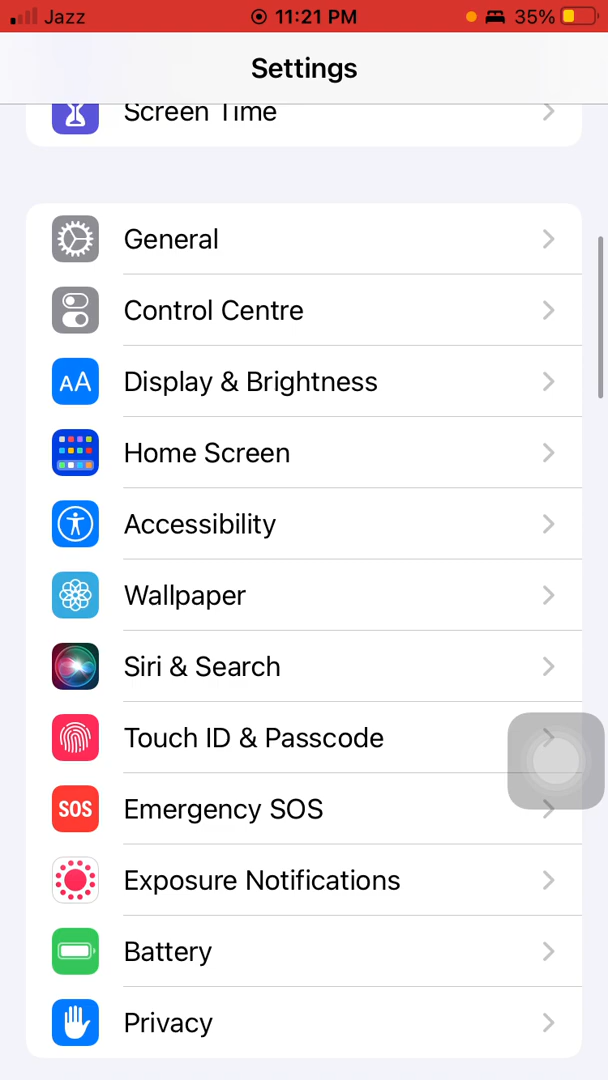 Jazz 11:21 PM 35%
Settings
Screen Time
General
Control Centre
AA Display & Brightness
Home Screen
Accessibility
Wallpaper
Siri & Search
Touch ID & Passcode
SOS Emergency SOS
Exposure Notifications
Battery
Privacy